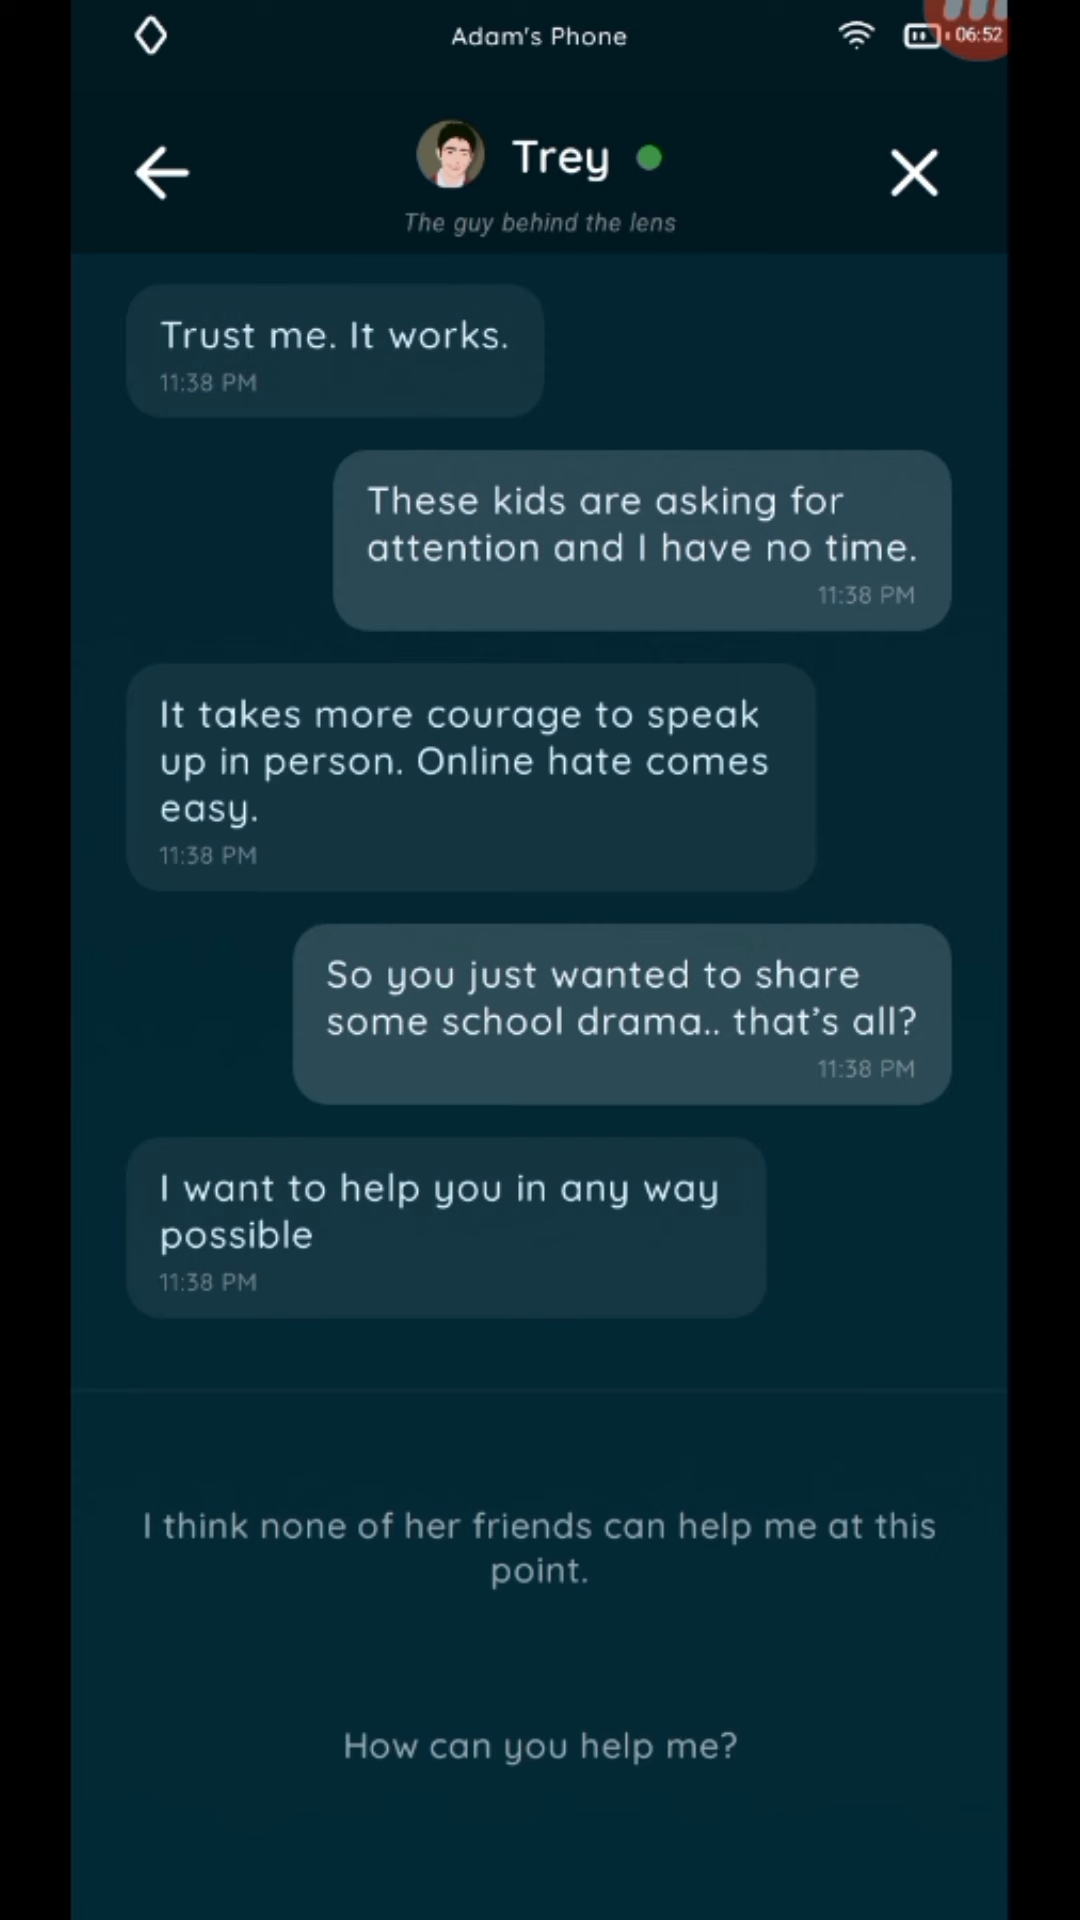 Adam's Phone
06:52
Trey
The guy behind the lens
Trust me. It works.
11:38 PM
These kids are asking for
attention and I have no time.
11:38 PM
It takes more courage to speak
up in person. Online hate comes
easy.
11:38 PM
So you just wanted to share
some school drama.. that’s all?
11:38 PM
I want to help you in any way
possible
11:38 PM
I think none of her friends can help me at this
point.
How can you help me?